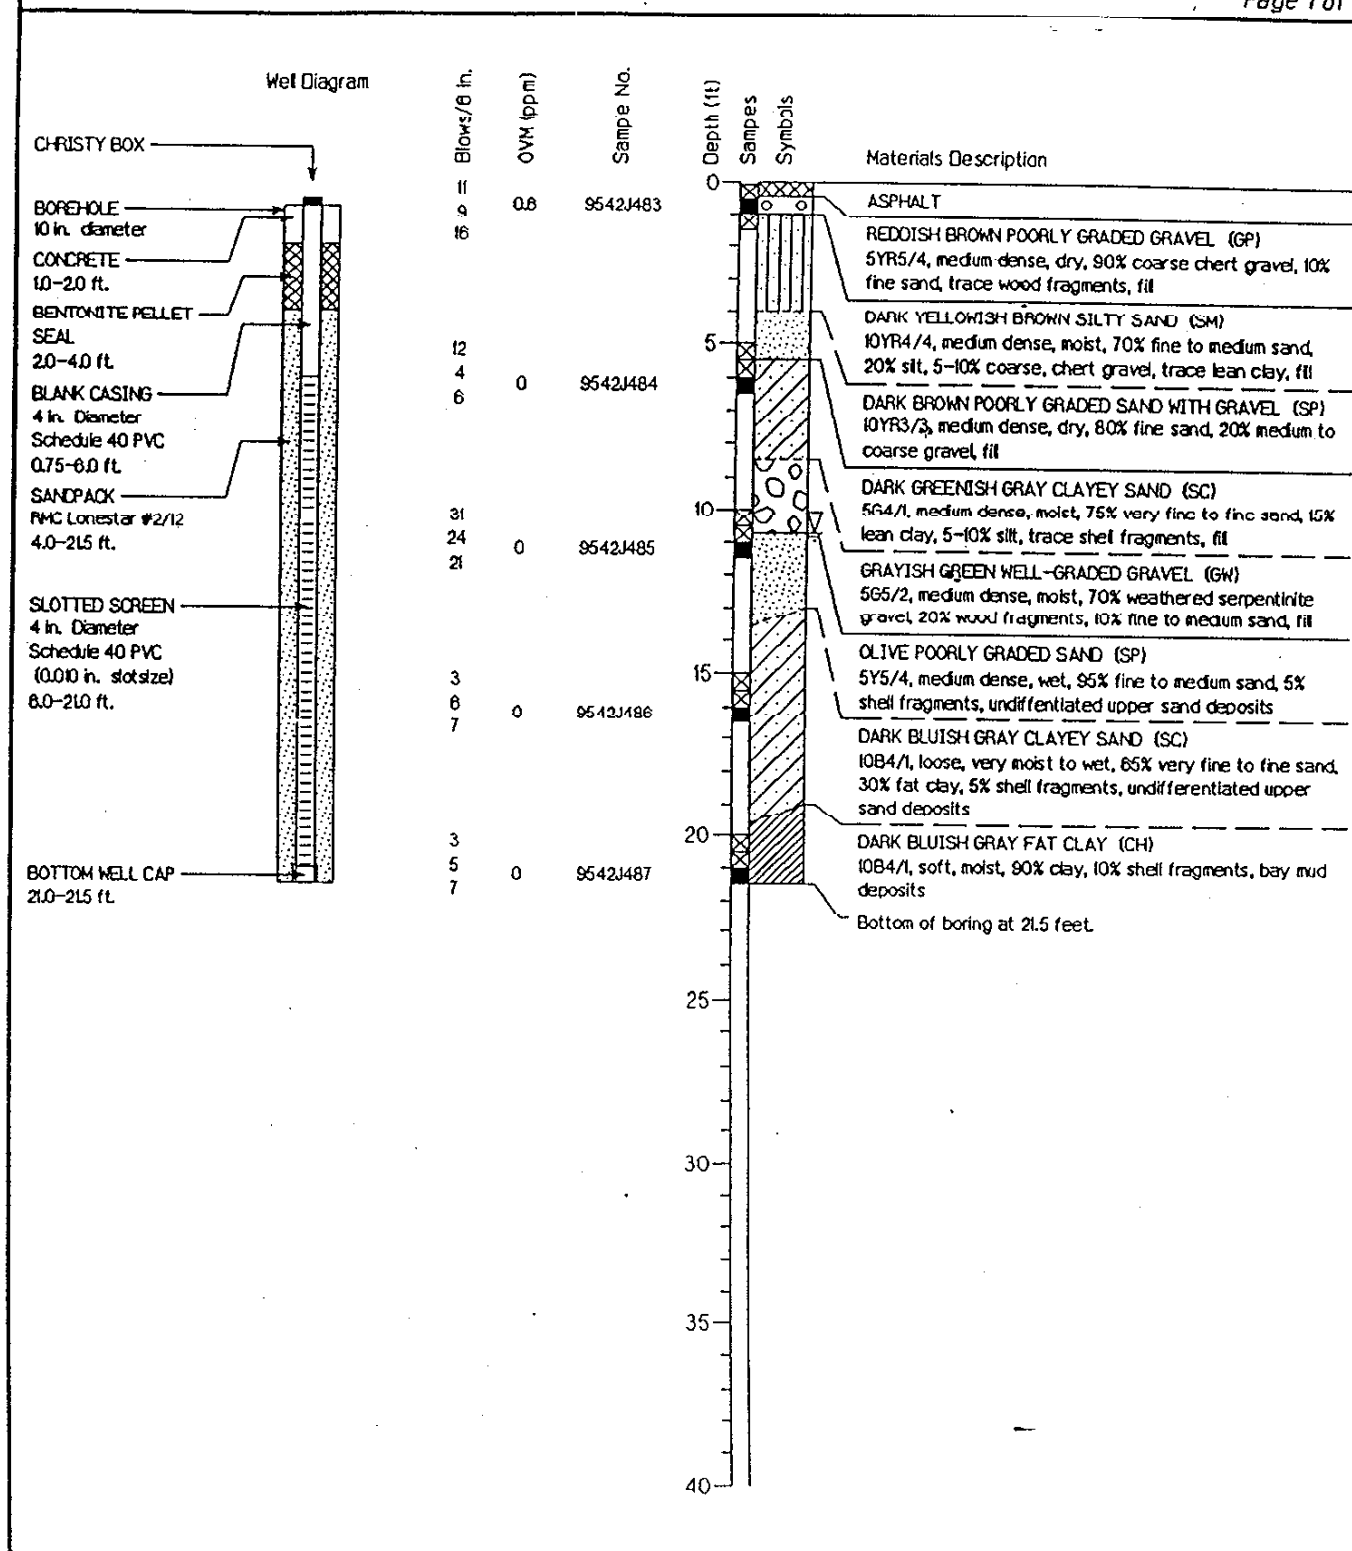 Page 1 of
Well Diagram
Blows/6 In.
OVM (ppm)
Sample No.
Depth (ft)
Samples
Symbols
Materials Description
CHRISTY BOX
BOREHOLE
10 in. diameter
CONCRETE
1.0-2.0 ft.
BENTONITE PELLET
SEAL
2.0-4.0 ft.
BLANK CASING
4 in. Diameter
Schedule 40 PVC
0.75-6.0 ft.
SANDPACK
RMC Lonestar #2/12
4.0-21.5 ft.
SLOTTED SCREEN
4 in. Diameter
Schedule 40 PVC
(0.010 in. slotsize)
6.0-21.0 ft.
BOTTOM WELL CAP
21.0-21.5 ft.
11
9 0.8 9542J483
16
12
4 0 9542J484
6
31
24 0 9542J485
21
3
6 0 9542J486
7
3
5 0 9542J487
7
0
5
10
15
20
25
30
35
40
ASPHALT
REDDISH BROWN POORLY GRADED GRAVEL (GP)
5YR5/4, medium dense, dry, 90% coarse chert gravel, 10%
fine sand, trace wood fragments, fill
DARK YELLOWISH BROWN SILTY SAND (SM)
10YR4/4, medium dense, moist, 70% fine to medium sand,
20% silt, 5-10% coarse, chert gravel, trace lean clay, fill
DARK BROWN POORLY GRADED SAND WITH GRAVEL (SP)
10YR3/3, medium dense, dry, 80% fine sand, 20% medium to
coarse gravel, fill
DARK GREENISH GRAY CLAYEY SAND (SC)
5G4/1, medium dense, moist, 75% very fine to fine sand, 15%
lean clay, 5-10% silt, trace shell fragments, fill
GRAYISH GREEN WELL-GRADED GRAVEL (GW)
5G5/2, medium dense, moist, 70% weathered serpentinite
gravel, 20% wood fragments, 10% fine to medium sand, fill
OLIVE POORLY GRADED SAND (SP)
5Y5/4, medium dense, wet, 95% fine to medium sand, 5%
shell fragments, undiffentiated upper sand deposits
DARK BLUISH GRAY CLAYEY SAND (SC)
10B4/1, loose, very moist to wet, 65% very fine to fine sand,
30% fat clay, 5% shell fragments, undifferentiated upper
sand deposits
DARK BLUISH GRAY FAT CLAY (CH)
10B4/1, soft, moist, 90% clay, 10% shell fragments, bay mud
deposits
Bottom of boring at 21.5 feet.